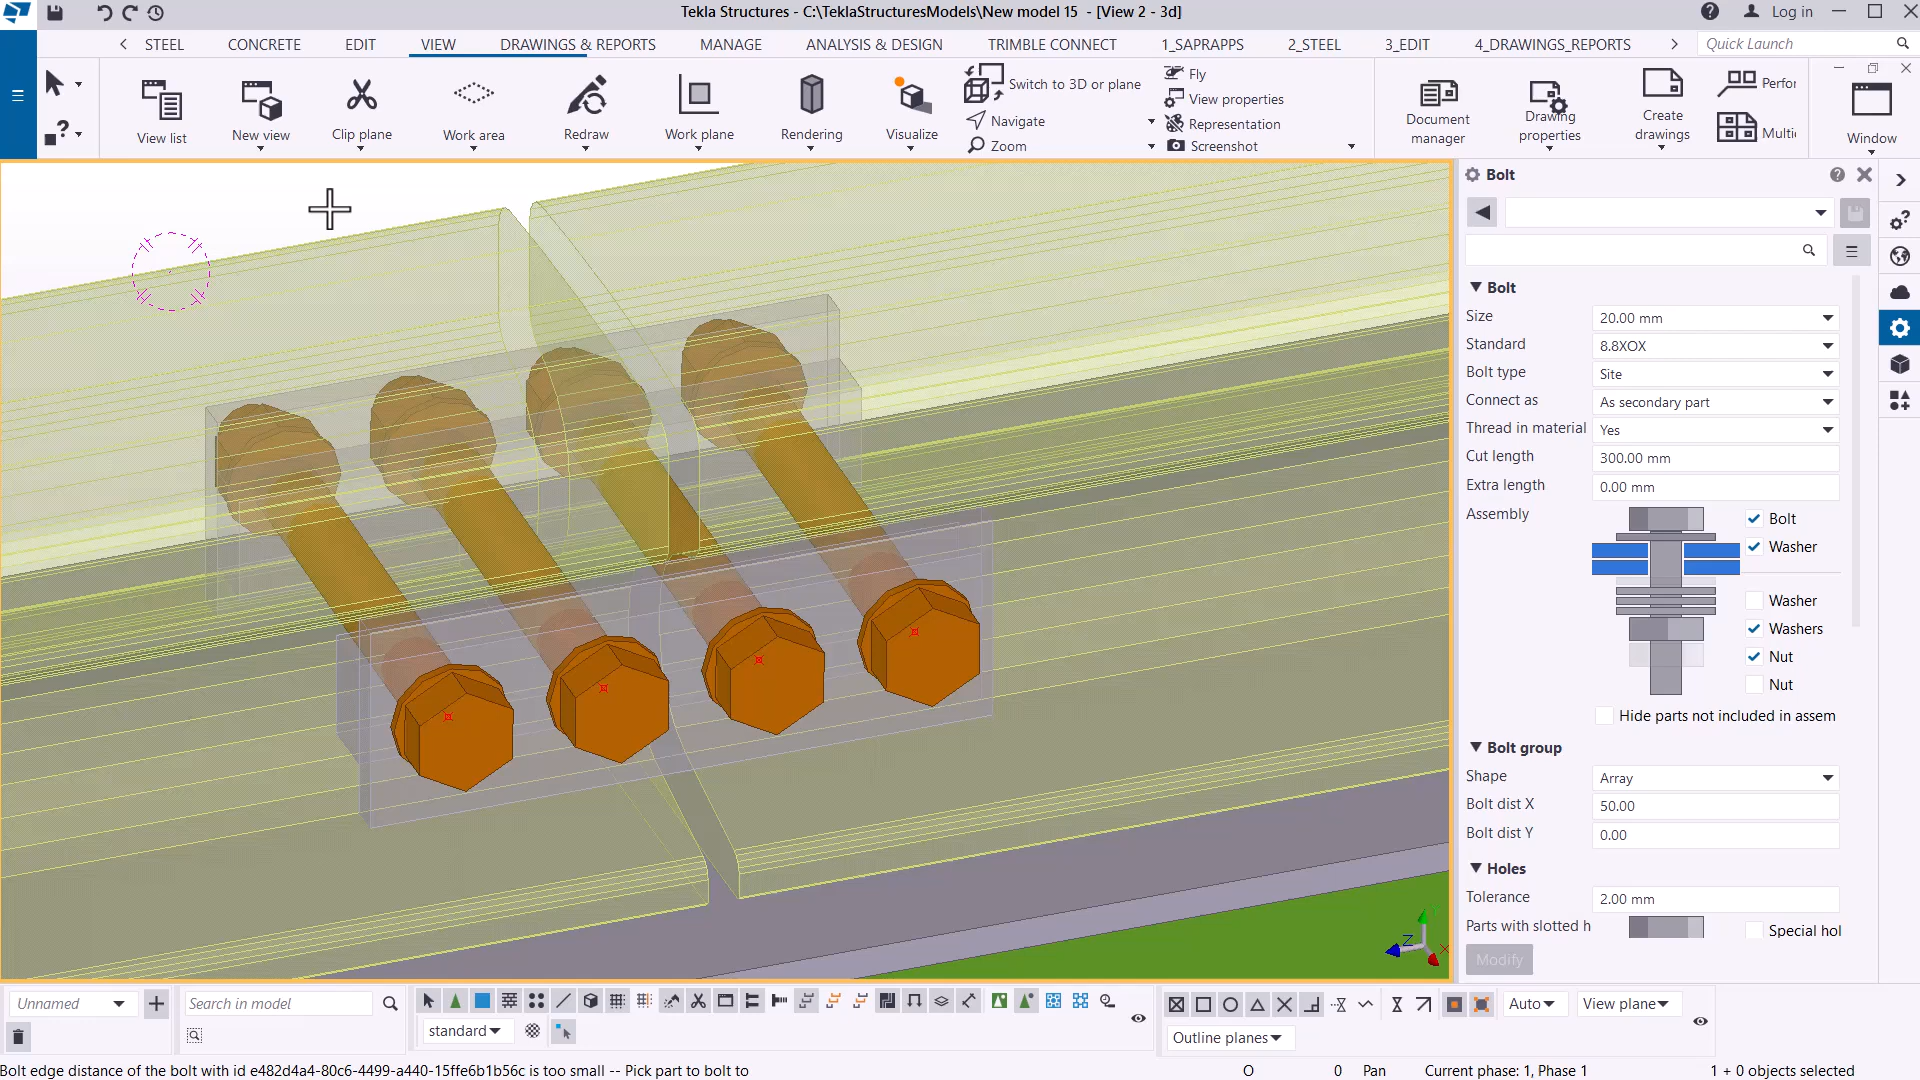 Tekla Structures - C:\TeklaStructuresModels\New model 15 - [View 2 - 3d]
Log in
STEEL CONCRETE EDIT VIEW DRAWINGS & REPORTS MANAGE ANALYSIS & DESIGN TRIMBLE CONNECT 1_SAPRAPPS 2_STEEL 3_EDIT 4_DRAWINGS_REPORTS
Quick Launch
View list
New view
Clip plane
Work area
Redraw
Work plane
Rendering
Visualize
Switch to 3D or plane
Navigate
Zoom
Fly
View properties
Representation
Screenshot
Document manager
Drawing properties
Create drawings
Perfor
Multi
Window
Bolt
Bolt
Size 20.00 mm
Standard 8.8XOX
Bolt type Site
Connect as As secondary part
Thread in material Yes
Cut length 300.00 mm
Extra length 0.00 mm
Assembly
Bolt
Washer
Washer
Washers
Nut
Nut
Hide parts not included in assem
Bolt group
Shape Array
Bolt dist X 50.00
Bolt dist Y 0.00
Holes
Tolerance 2.00 mm
Parts with slotted h
Special hol
Modify
Z
X
Unnamed
Search in model
standard
Auto
View plane
Outline planes
Bolt edge distance of the bolt with id e482d4a4-80c6-4499-a440-15ffe6b1b56c is too small -- Pick part to bolt to
O 0 Pan Current phase: 1, Phase 1 1 + 0 objects selected